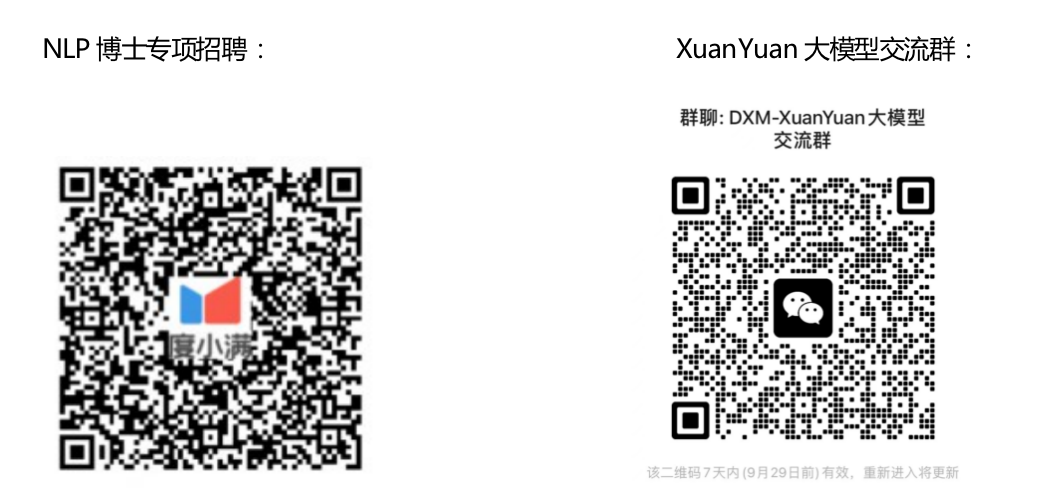 NLP 博士专项招聘：
XuanYuan 大模型交流群：
群聊: DXM-XuanYuan大模型
交流群
度小满
该二维码7天内(9月29日前)有效，重新进入将更新